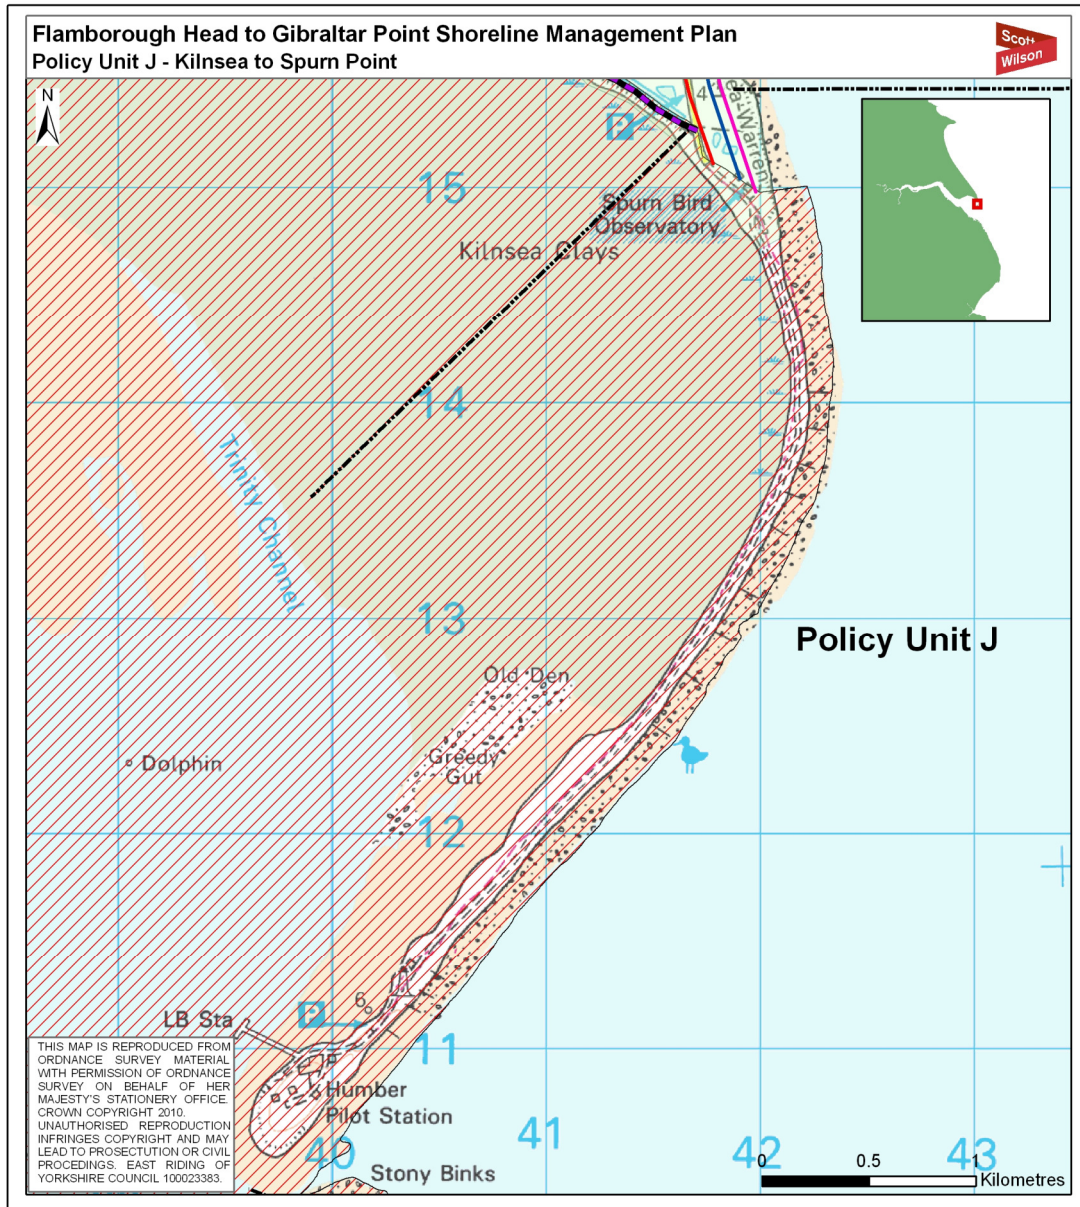 Flamborough Head to Gibraltar Point Shoreline Management Plan
Policy Unit J - Kilnsea to Spurn Point
Scott
Wilson
N
P
4
Warren
15
Spurn Bird
Observatory
Kilnsea Clays
14
Trinity Channel
13
Policy Unit J
Old Den
Greedy
Gut
Dolphin
12
6
P
LB Sta
11
Humber
Pilot Station
40
41
42
43
Stony Binks
0
0.5
1
Kilometres
THIS MAP IS REPRODUCED FROM
ORDNANCE SURVEY MATERIAL
WITH PERMISSION OF ORDNANCE
SURVEY ON BEHALF OF HER
MAJESTY'S STATIONERY OFFICE.
CROWN COPYRIGHT 2010.
UNAUTHORISED REPRODUCTION
INFRINGES COPYRIGHT AND MAY
LEAD TO PROSECTUTION OR CIVIL
PROCEDINGS. EAST RIDING OF
YORKSHIRE COUNCIL 100023383.